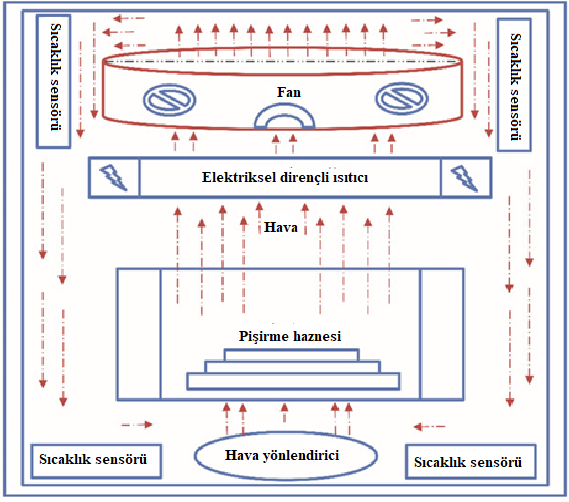 Sıcaklık sensörü
Sıcaklık sensörü
Fan
Elektriksel dirençli ısıtıcı
Hava
Pişirme haznesi
Sıcaklık sensörü
Hava yönlendirici
Sıcaklık sensörü